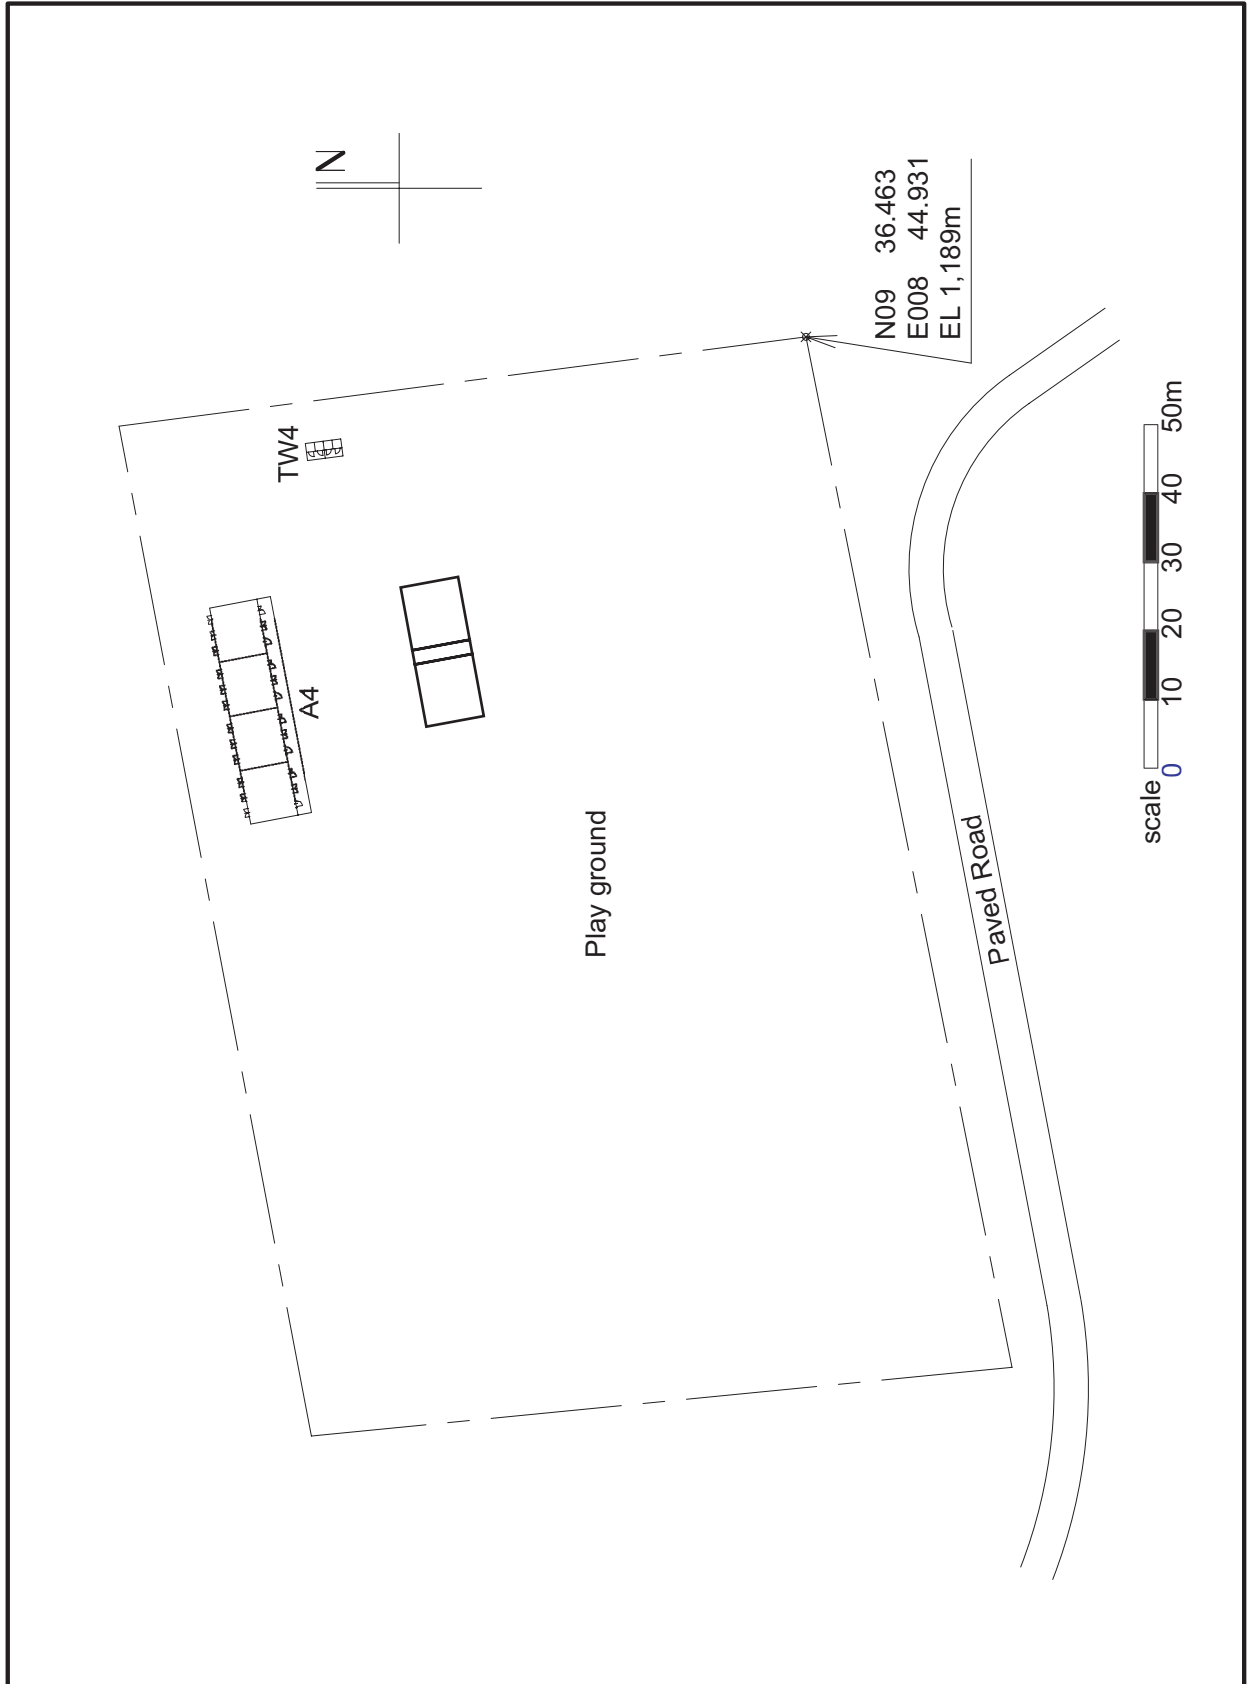 N
TW4
A4
Play ground
N09 36.463
E008 44.931
EL 1,189m
Paved Road
scale
0 10 20 30 40 50m